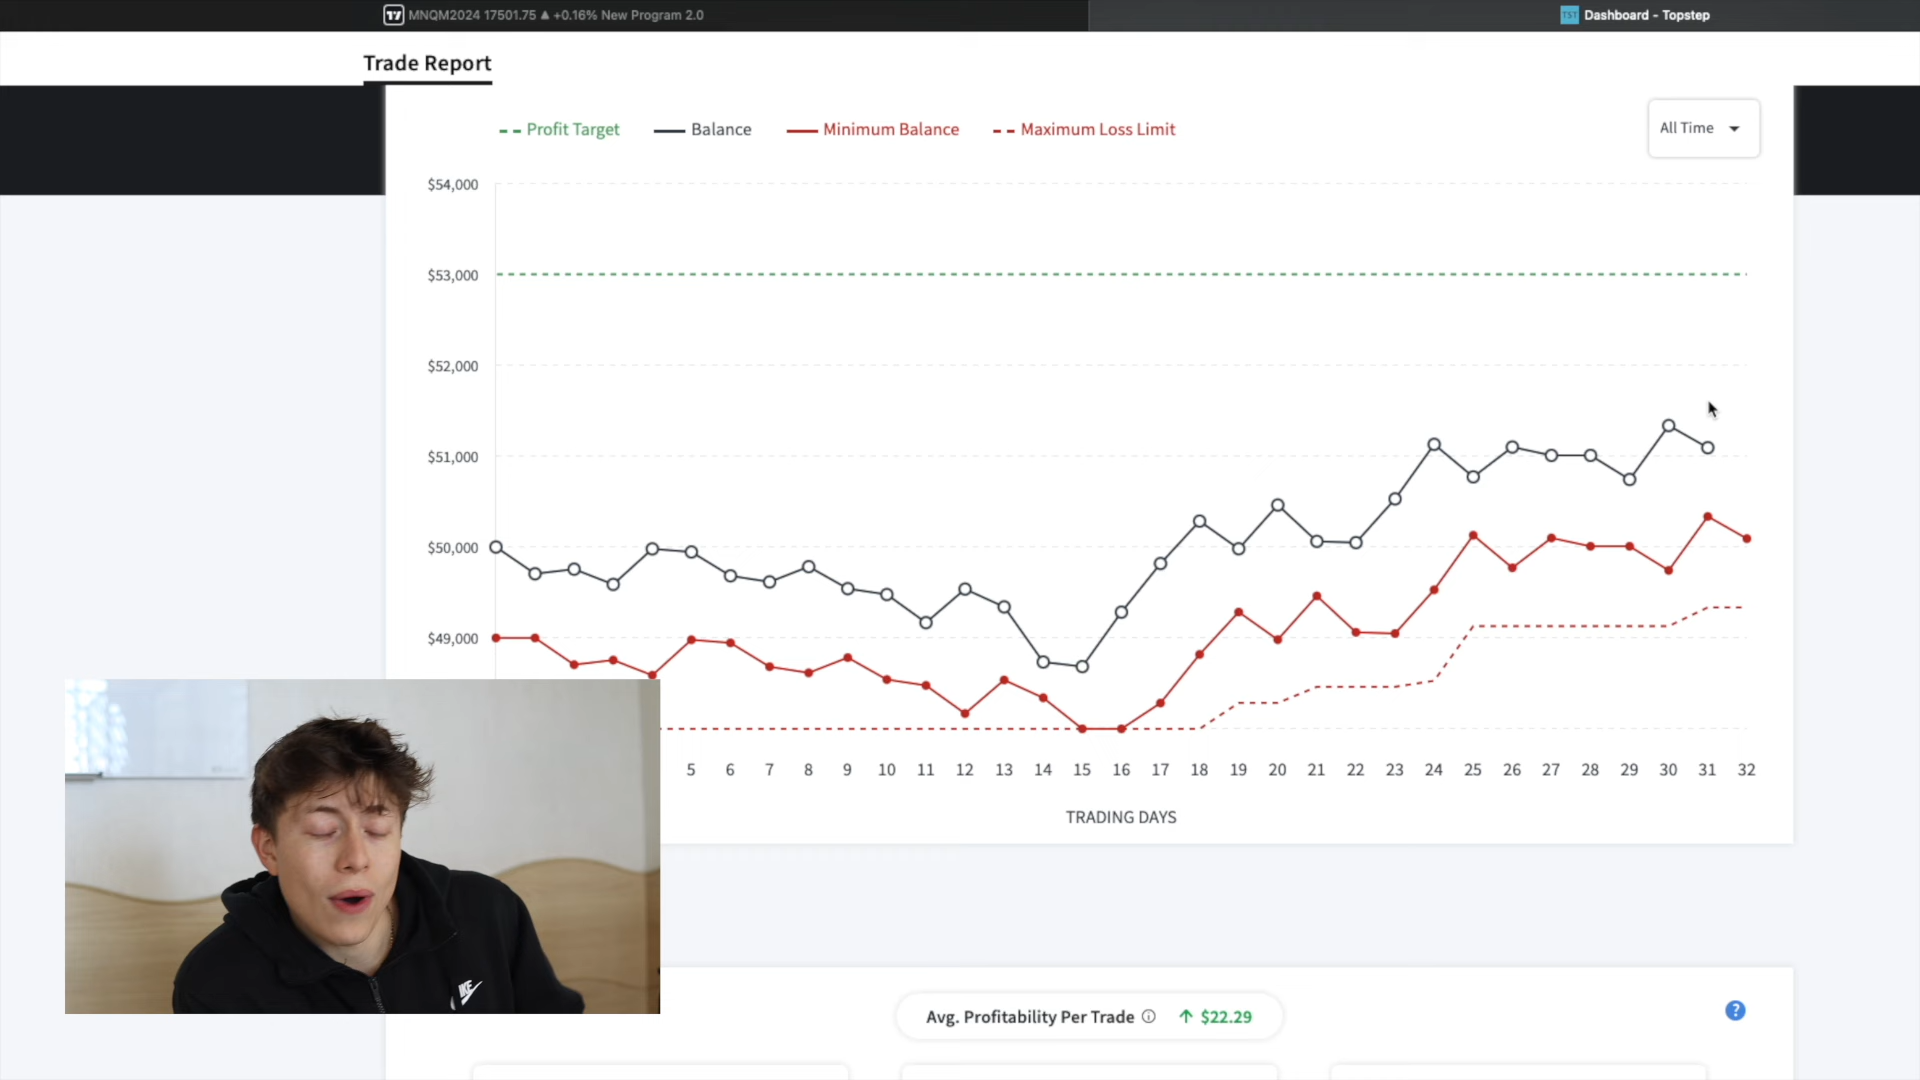 MNQM2024 17501.75 ▲ +0.16% New Program 2.0
TST Dashboard - Topstep
Trade Report
Profit Target Balance Minimum Balance Maximum Loss Limit
All Time
$54,000
$53,000
$52,000
$51,000
$50,000
$49,000
5 6 7 8 9 10 11 12 13 14 15 16 17 18 19 20 21 22 23 24 25 26 27 28 29 30 31 32
TRADING DAYS
NIKE
Avg. Profitability Per Trade ↑ $22.29
?